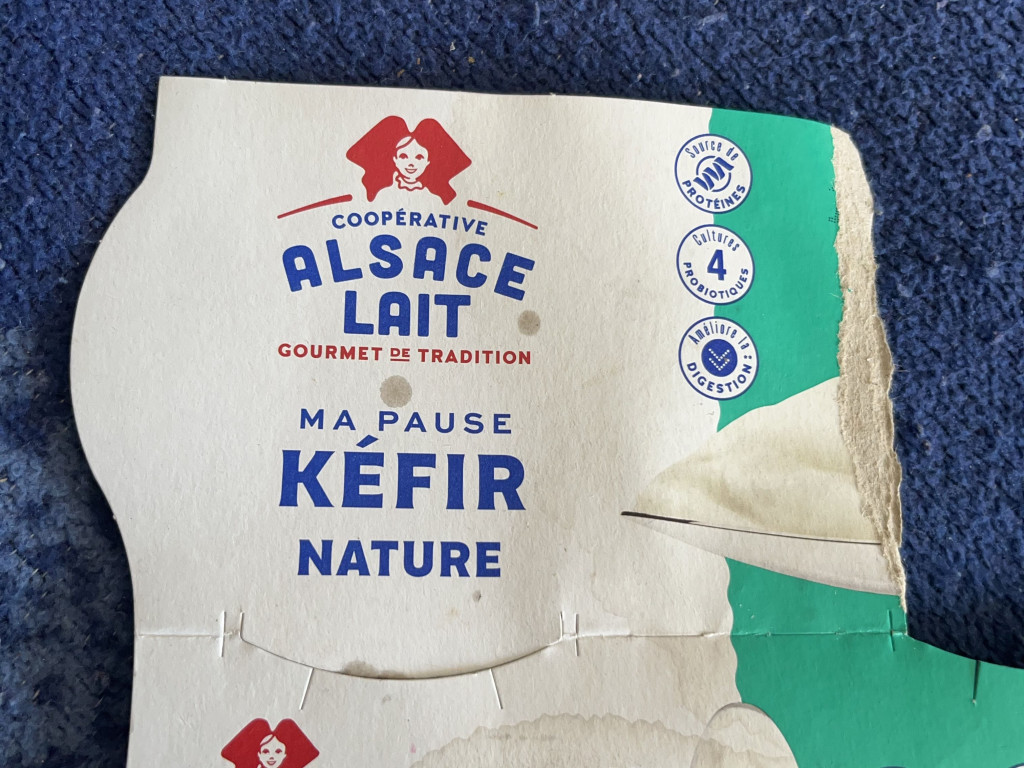 COOPÉRATIVE
ALSACE
LAIT
GOURMET DE TRADITION
MA PAUSE
KÉFIR
NATURE
Source de
PROTÉINES
Cultures
4
PROBIOTIQUES
Améliore la :
DIGESTION: